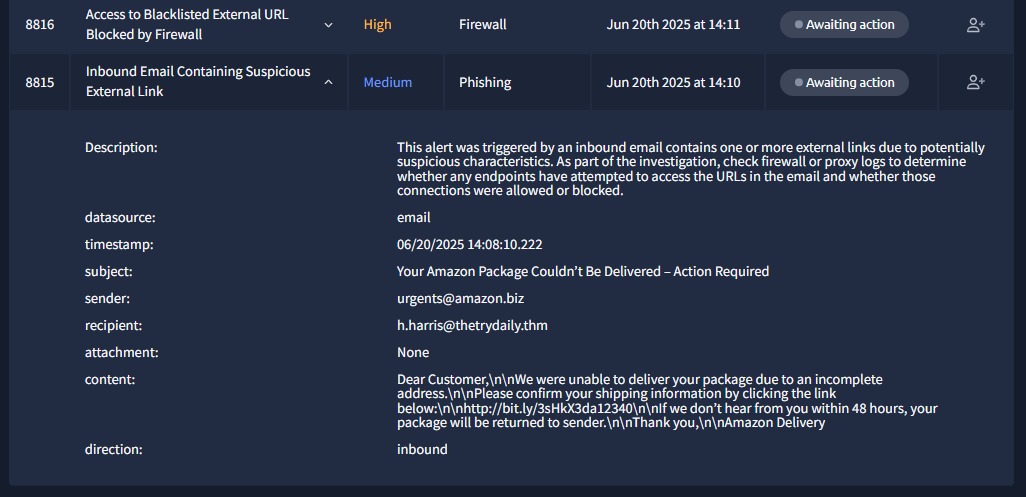 8816
Access to Blacklisted External URL
Blocked by Firewall
High
Firewall
Jun 20th 2025 at 14:11
Awaiting action
8815
Inbound Email Containing Suspicious
External Link
Medium
Phishing
Jun 20th 2025 at 14:10
Awaiting action
Description:
This alert was triggered by an inbound email contains one or more external links due to potentially
suspicious characteristics. As part of the investigation, check firewall or proxy logs to determine
whether any endpoints have attempted to access the URLs in the email and whether those
connections were allowed or blocked.
datasource:
email
timestamp:
06/20/2025 14:08:10.222
subject:
Your Amazon Package Couldn’t Be Delivered – Action Required
sender:
urgents@amazon.biz
recipient:
h.harris@thetrydaily.thm
attachment:
None
content:
Dear Customer,\n\nWe were unable to deliver your package due to an incomplete
address.\n\nPlease confirm your shipping information by clicking the link
below:\n\nhttp://bit.ly/3sHkX3da12340\n\nIf we don’t hear from you within 48 hours, your
package will be returned to sender.\n\nThank you,\n\nAmazon Delivery
direction:
inbound